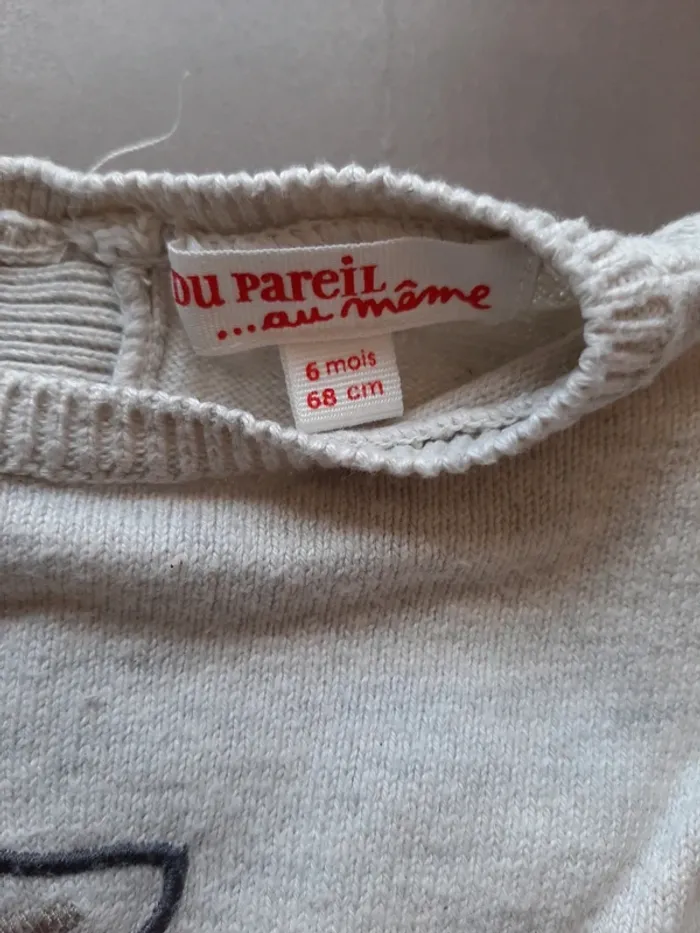 DU PAREIL
...au même
6 mois
68 cm